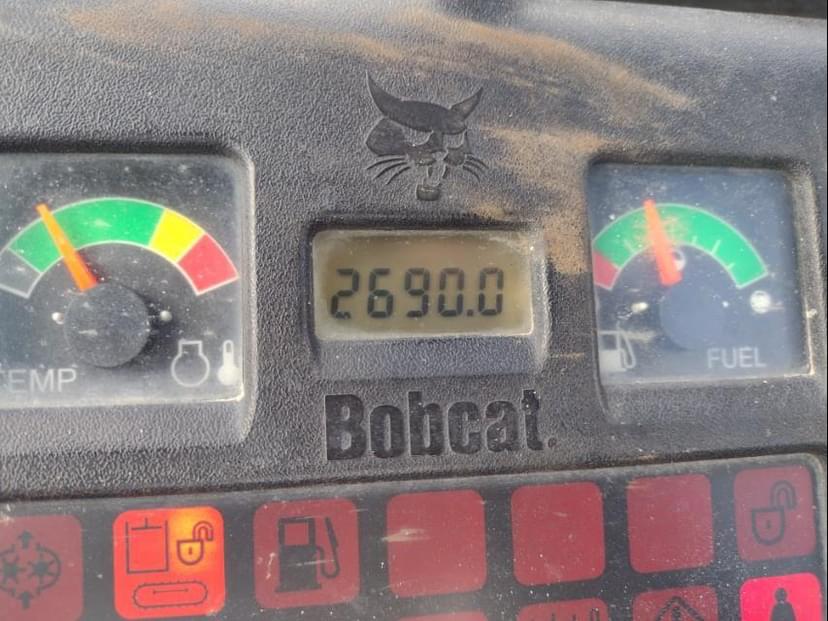 2690.0
TEMP
FUEL
Bobcat.